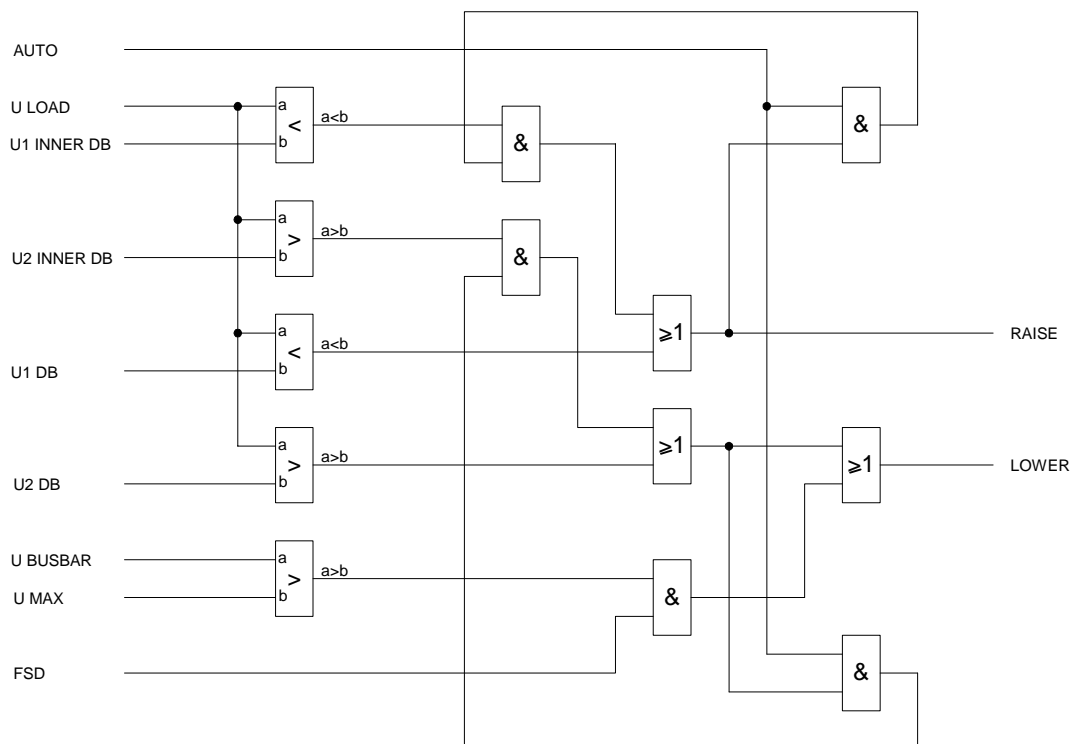 AUTO
U LOAD
a
<
a<b
&
&
U1 INNER DB
b
U2 INNER DB
a
>
a>b
b
&
U1 DB
a
<
a<b
b
≥1
RAISE
U2 DB
a
>
a>b
b
≥1
≥1
LOWER
U BUSBAR
a
>
a>b
U MAX
b
&
FSD
&